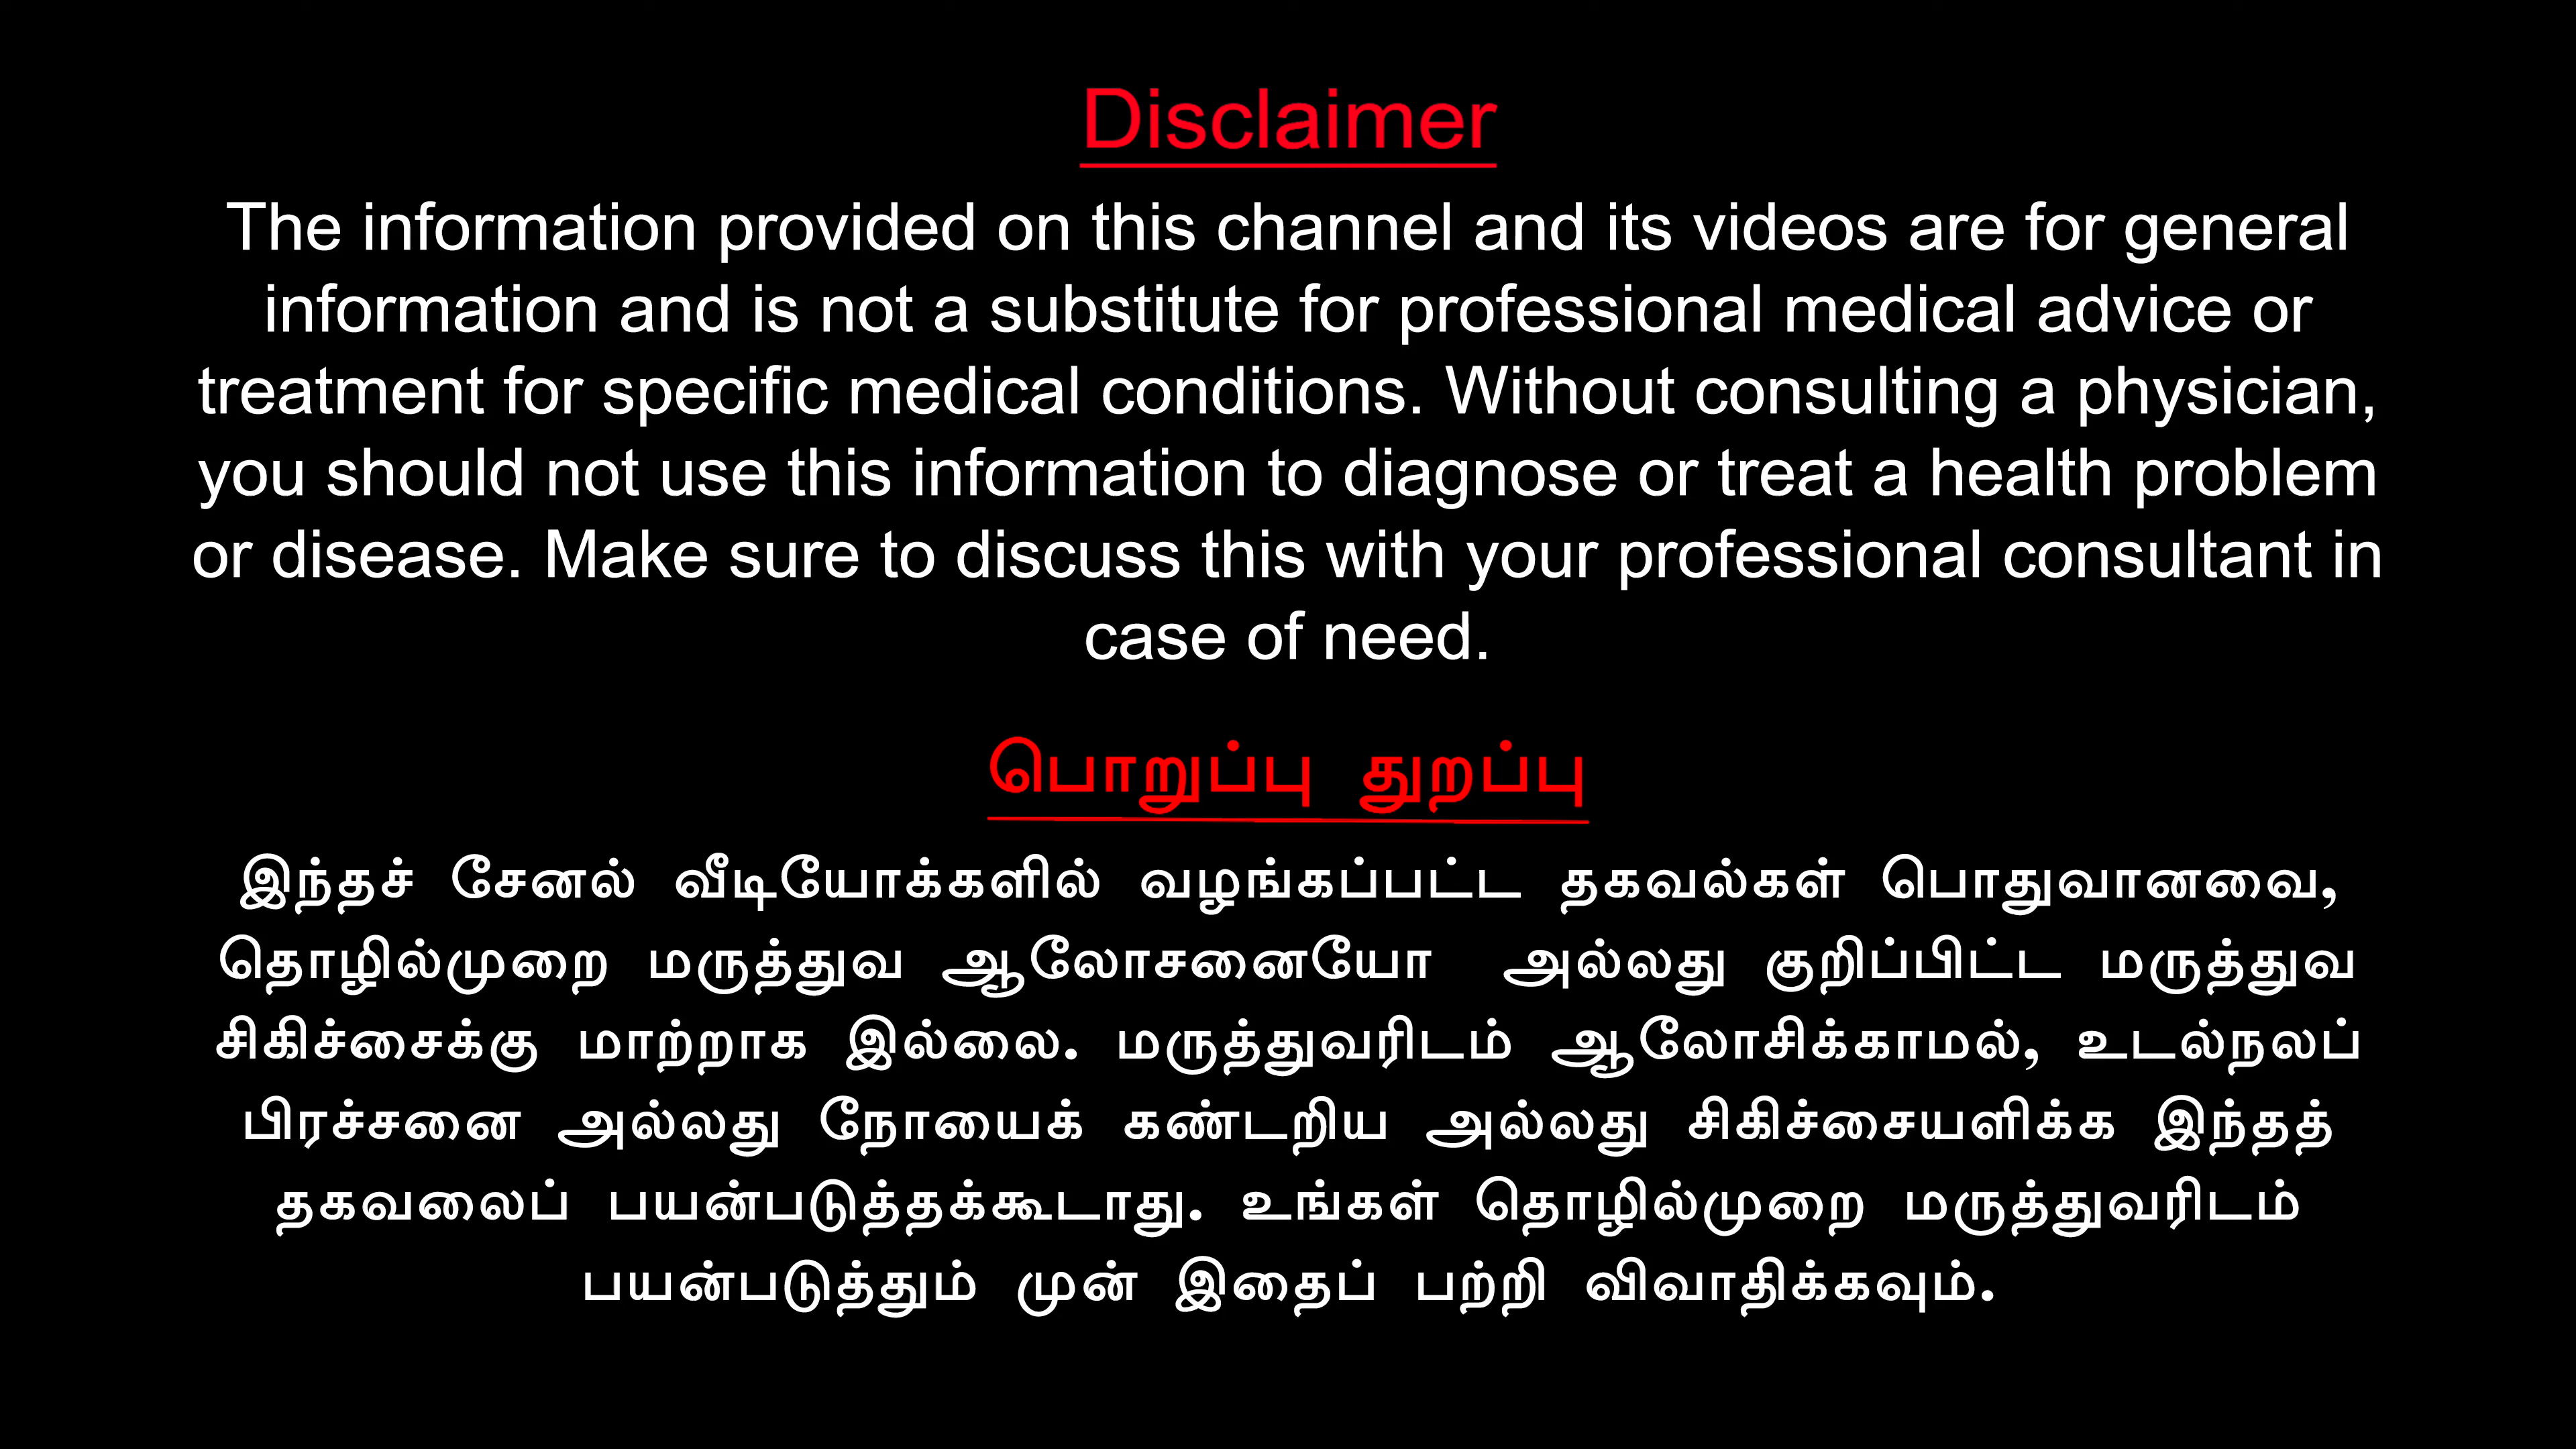 Disclaimer
The information provided on this channel and its videos are for general
information and is not a substitute for professional medical advice or
treatment for specific medical conditions. Without consulting a physician,
you should not use this information to diagnose or treat a health problem
or disease. Make sure to discuss this with your professional consultant in
case of need.
பொறுப்பு துறப்பு
இந்தச் சேனல் வீடியோக்களில் வழங்கப்பட்ட தகவல்கள் பொதுவானவை,
தொழில்முறை மருத்துவ ஆலோசனையோ அல்லது குறிப்பிட்ட மருத்துவ
சிகிச்சைக்கு மாற்றாக இல்லை. மருத்துவரிடம் ஆலோசிக்காமல், உடல்நலப்
பிரச்சனை அல்லது நோயைக் கண்டறிய அல்லது சிகிச்சையளிக்க இந்தத்
தகவலைப் பயன்படுத்தக்கூடாது. உங்கள் தொழில்முறை மருத்துவரிடம்
பயன்படுத்தும் முன் இதைப் பற்றி விவாதிக்கவும்.